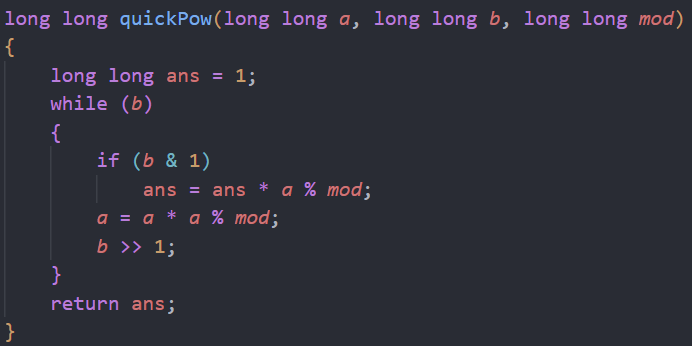 long long quickPow(long long a, long long b, long long mod)
{
    long long ans = 1;
    while (b)
    {
        if (b & 1)
            ans = ans * a % mod;
        a = a * a % mod;
        b >> 1;
    }
    return ans;
}